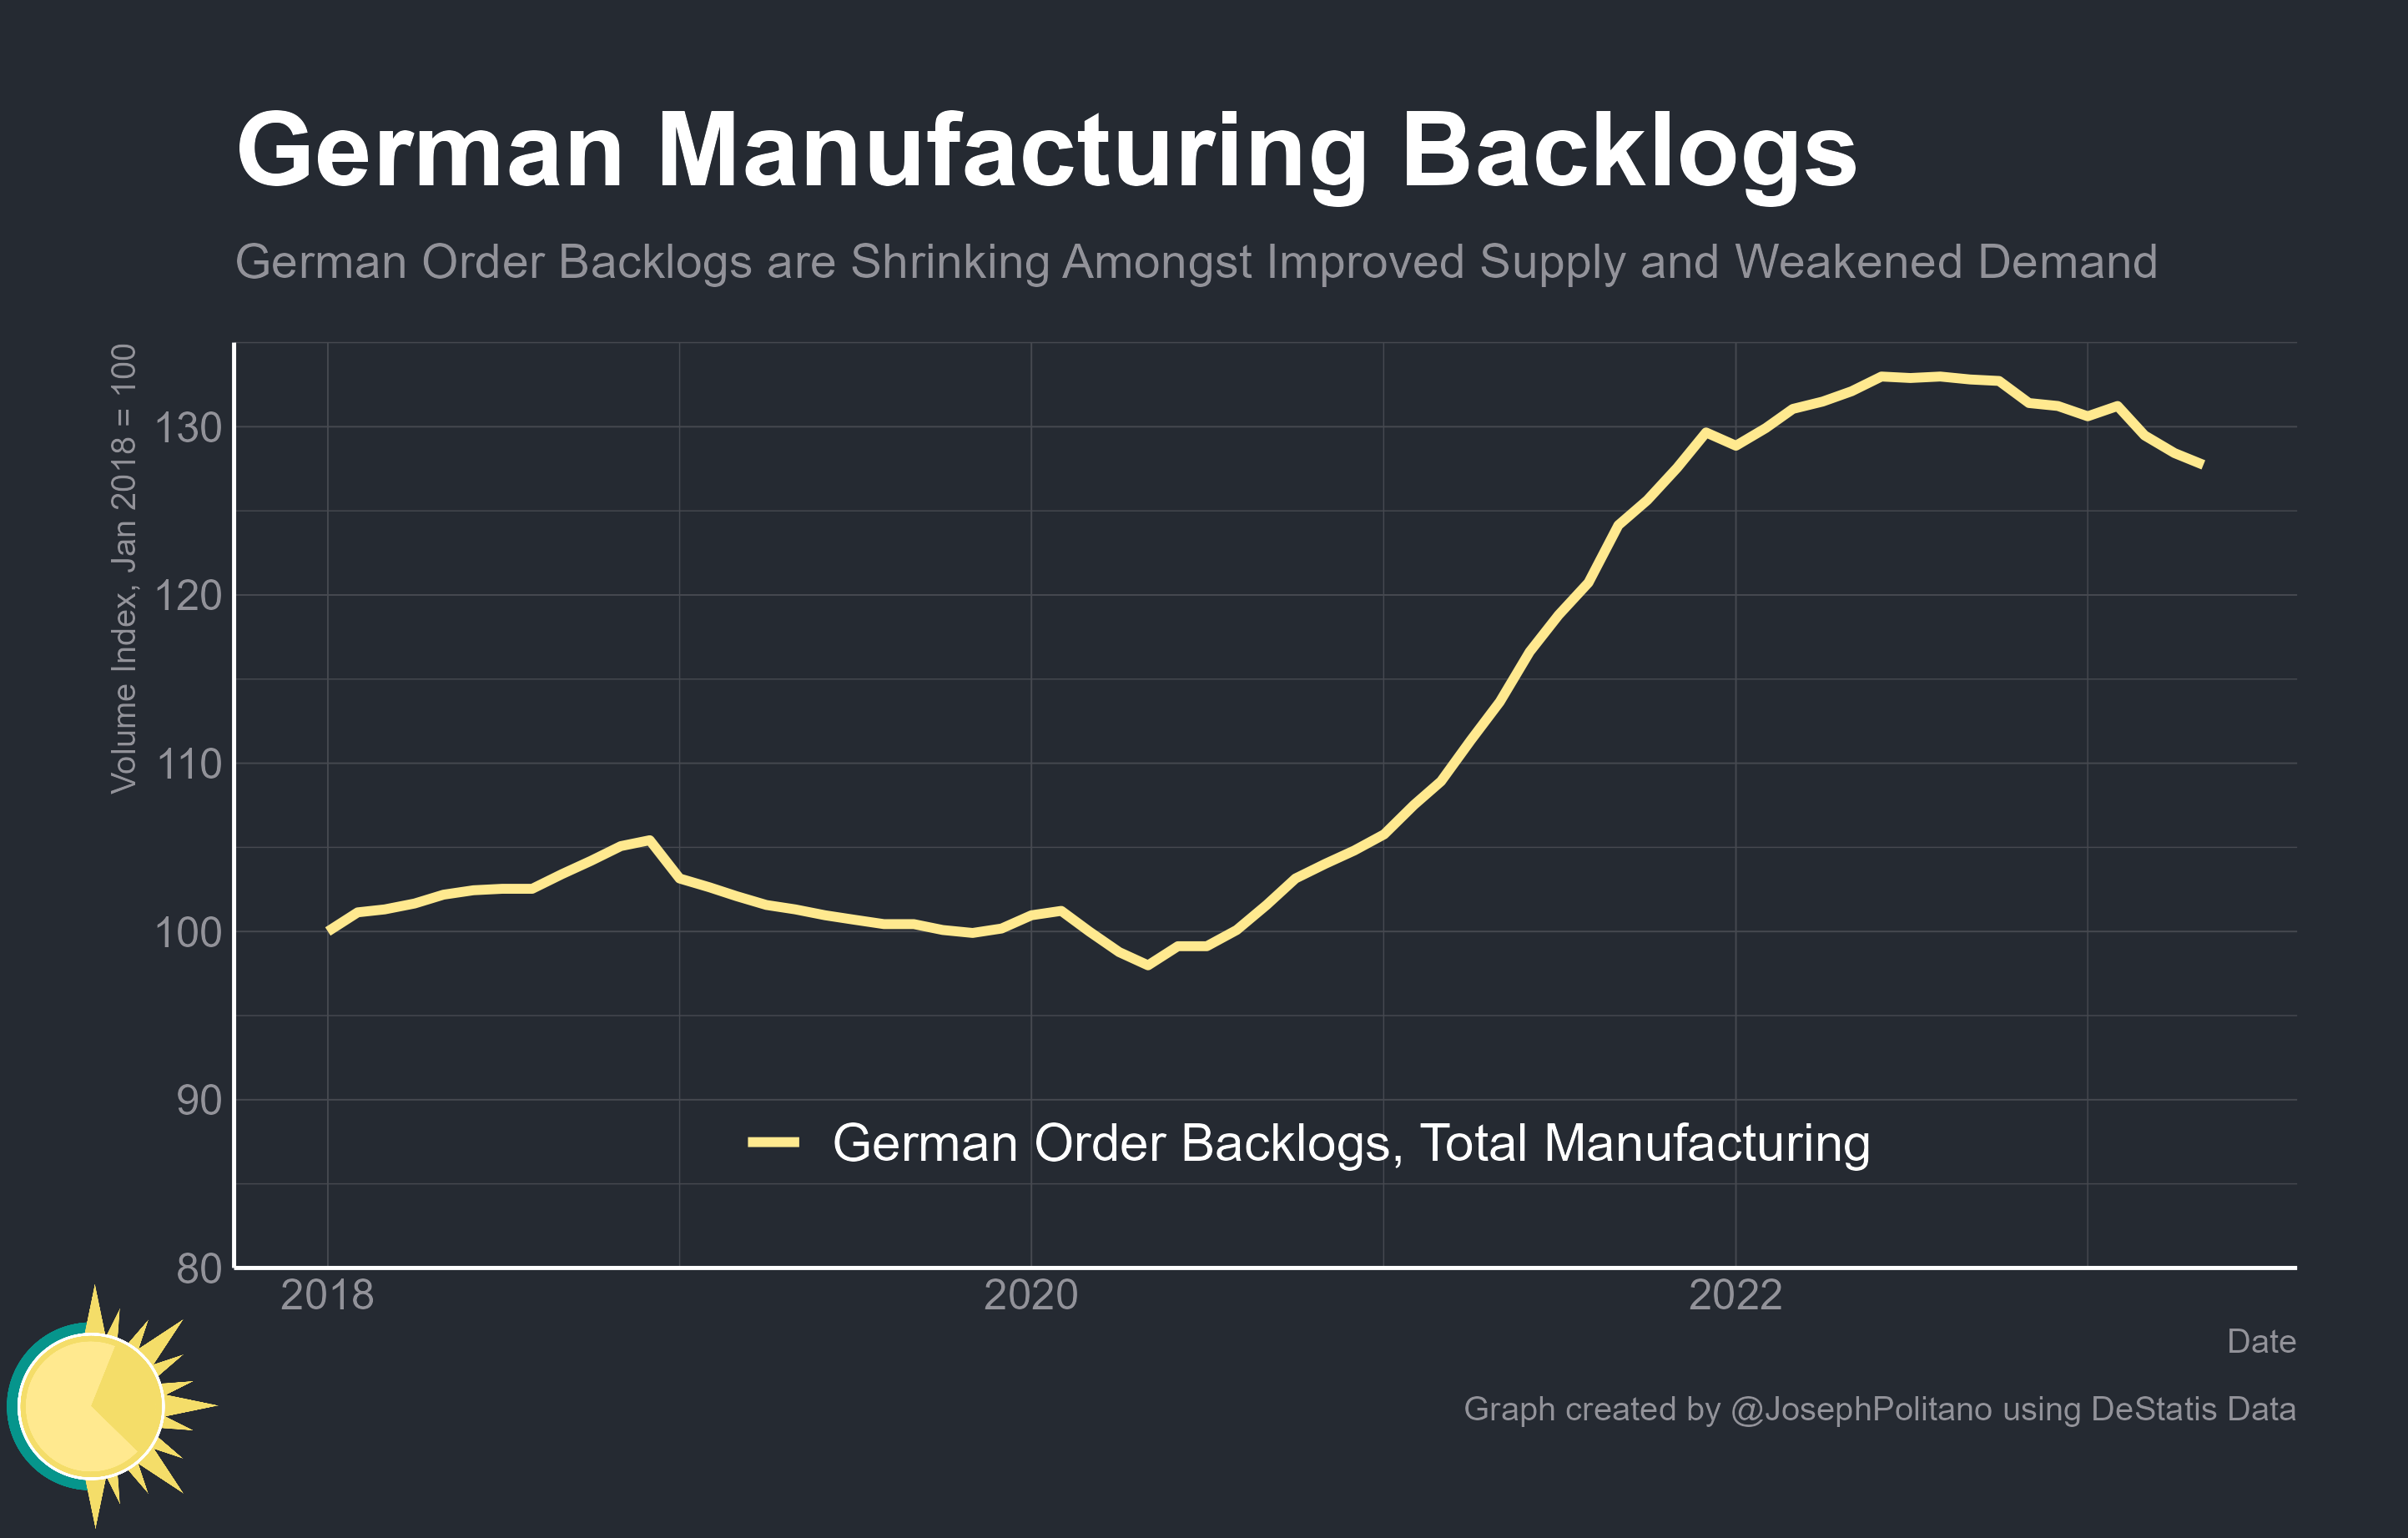 German Manufacturing Backlogs
German Order Backlogs are Shrinking Amongst Improved Supply and Weakened Demand
Volume Index, Jan 2018 = 100
130
120
110
100
90
80
German Order Backlogs, Total Manufacturing
2018
2020
2022
Date
Graph created by @JosephPolitano using DeStatis Data